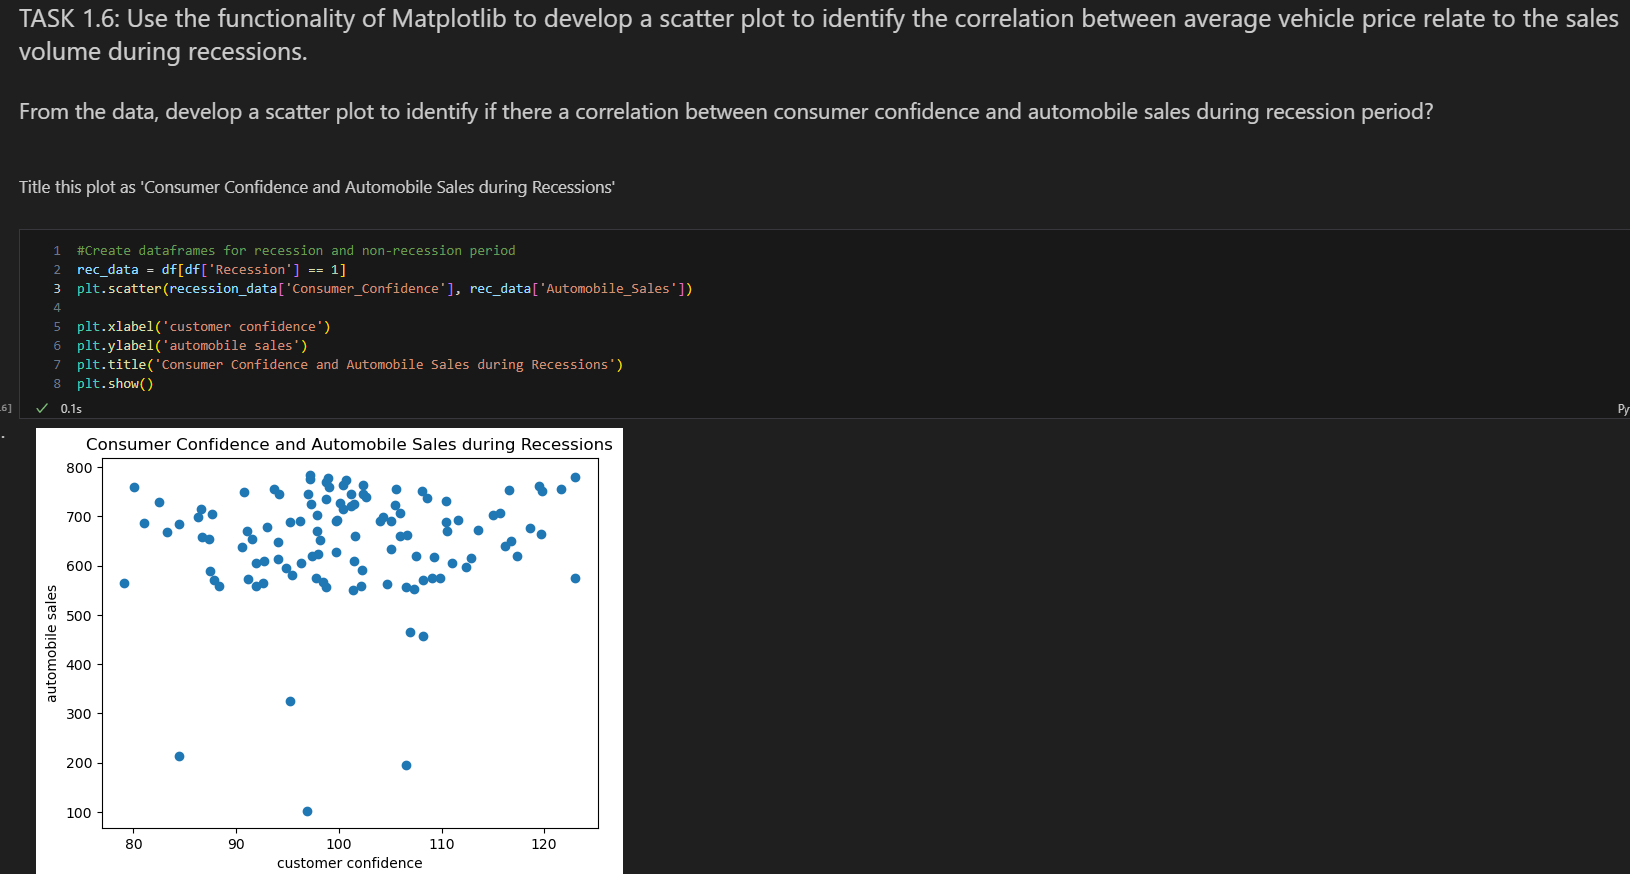 TASK 1.6: Use the functionality of Matplotlib to develop a scatter plot to identify the correlation between average vehicle price relate to the sales
volume during recessions.
From the data, develop a scatter plot to identify if there a correlation between consumer confidence and automobile sales during recession period?
Title this plot as 'Consumer Confidence and Automobile Sales during Recessions'
1 #Create dataframes for recession and non-recession period
2 rec_data = df[df['Recession'] == 1]
3 plt.scatter(recession_data['Consumer_Confidence'], rec_data['Automobile_Sales'])
4
5 plt.xlabel('customer confidence')
6 plt.ylabel('automobile sales')
7 plt.title('Consumer Confidence and Automobile Sales during Recessions')
8 plt.show()
6] ✓ 0.1s Py
Consumer Confidence and Automobile Sales during Recessions
800
700
600
500
400
300
200
100
automobile sales
80 90 100 110 120
customer confidence